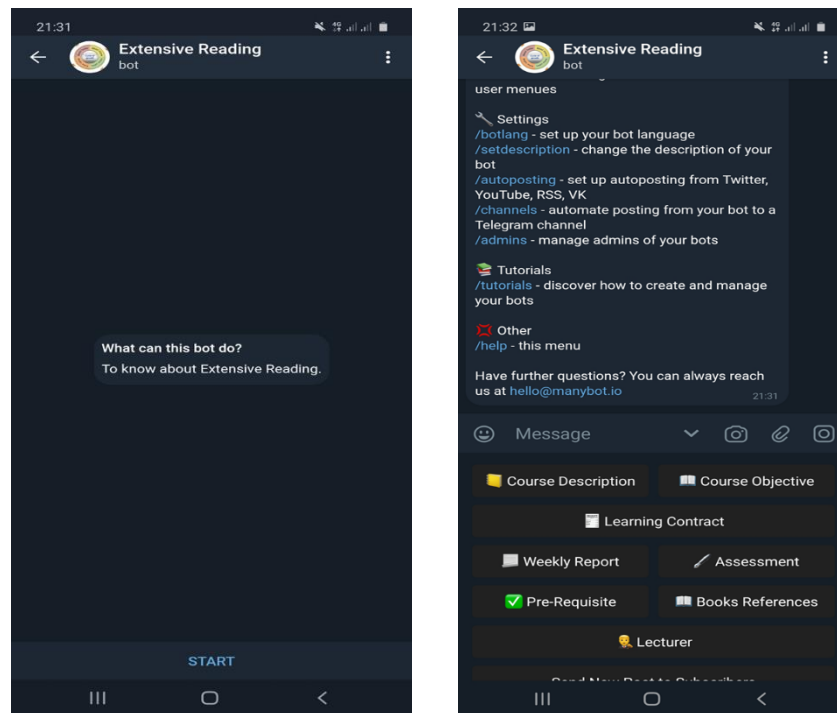 21:31
Extensive Reading
bot
What can this bot do?
To know about Extensive Reading.
START
21:32
Extensive Reading
bot
user menues
Settings
/botlang - set up your bot language
/setdescription - change the description of your
bot
/autoposting - set up autoposting from Twitter,
YouTube, RSS, VK
/channels - automate posting from your bot to a
Telegram channel
/admins - manage admins of your bots
Tutorials
/tutorials - discover how to create and manage
your bots
Other
/help - this menu
Have further questions? You can always reach
us at hello@manybot.io
21:31
Message
Course Description
Course Objective
Learning Contract
Weekly Report
Assessment
Pre-Requisite
Books References
Lecturer
Send New Post to Subscribers